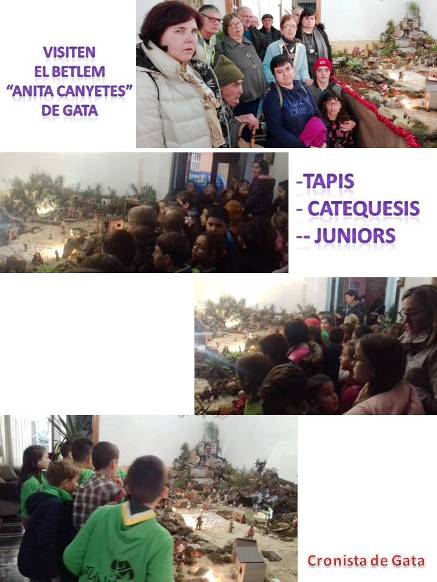 VISITEN
EL BETLEM
“ANITA CANYETES”
DE GATA
-TAPIS
- CATEQUESIS
-- JUNIORS
Cronista de Gata